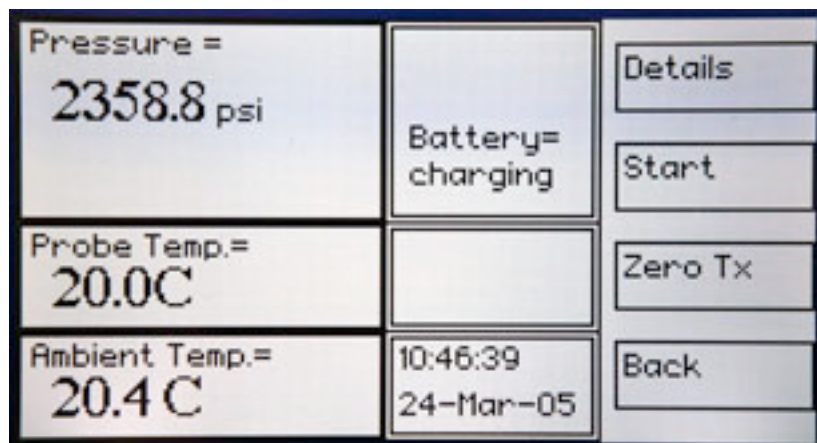 Pressure =
2358.8 psi
Battery=
charging
Probe Temp.=
20.0C
Ambient Temp.=
20.4 C
10:46:39
24-Mar-05
Details
Start
Zero Tx
Back